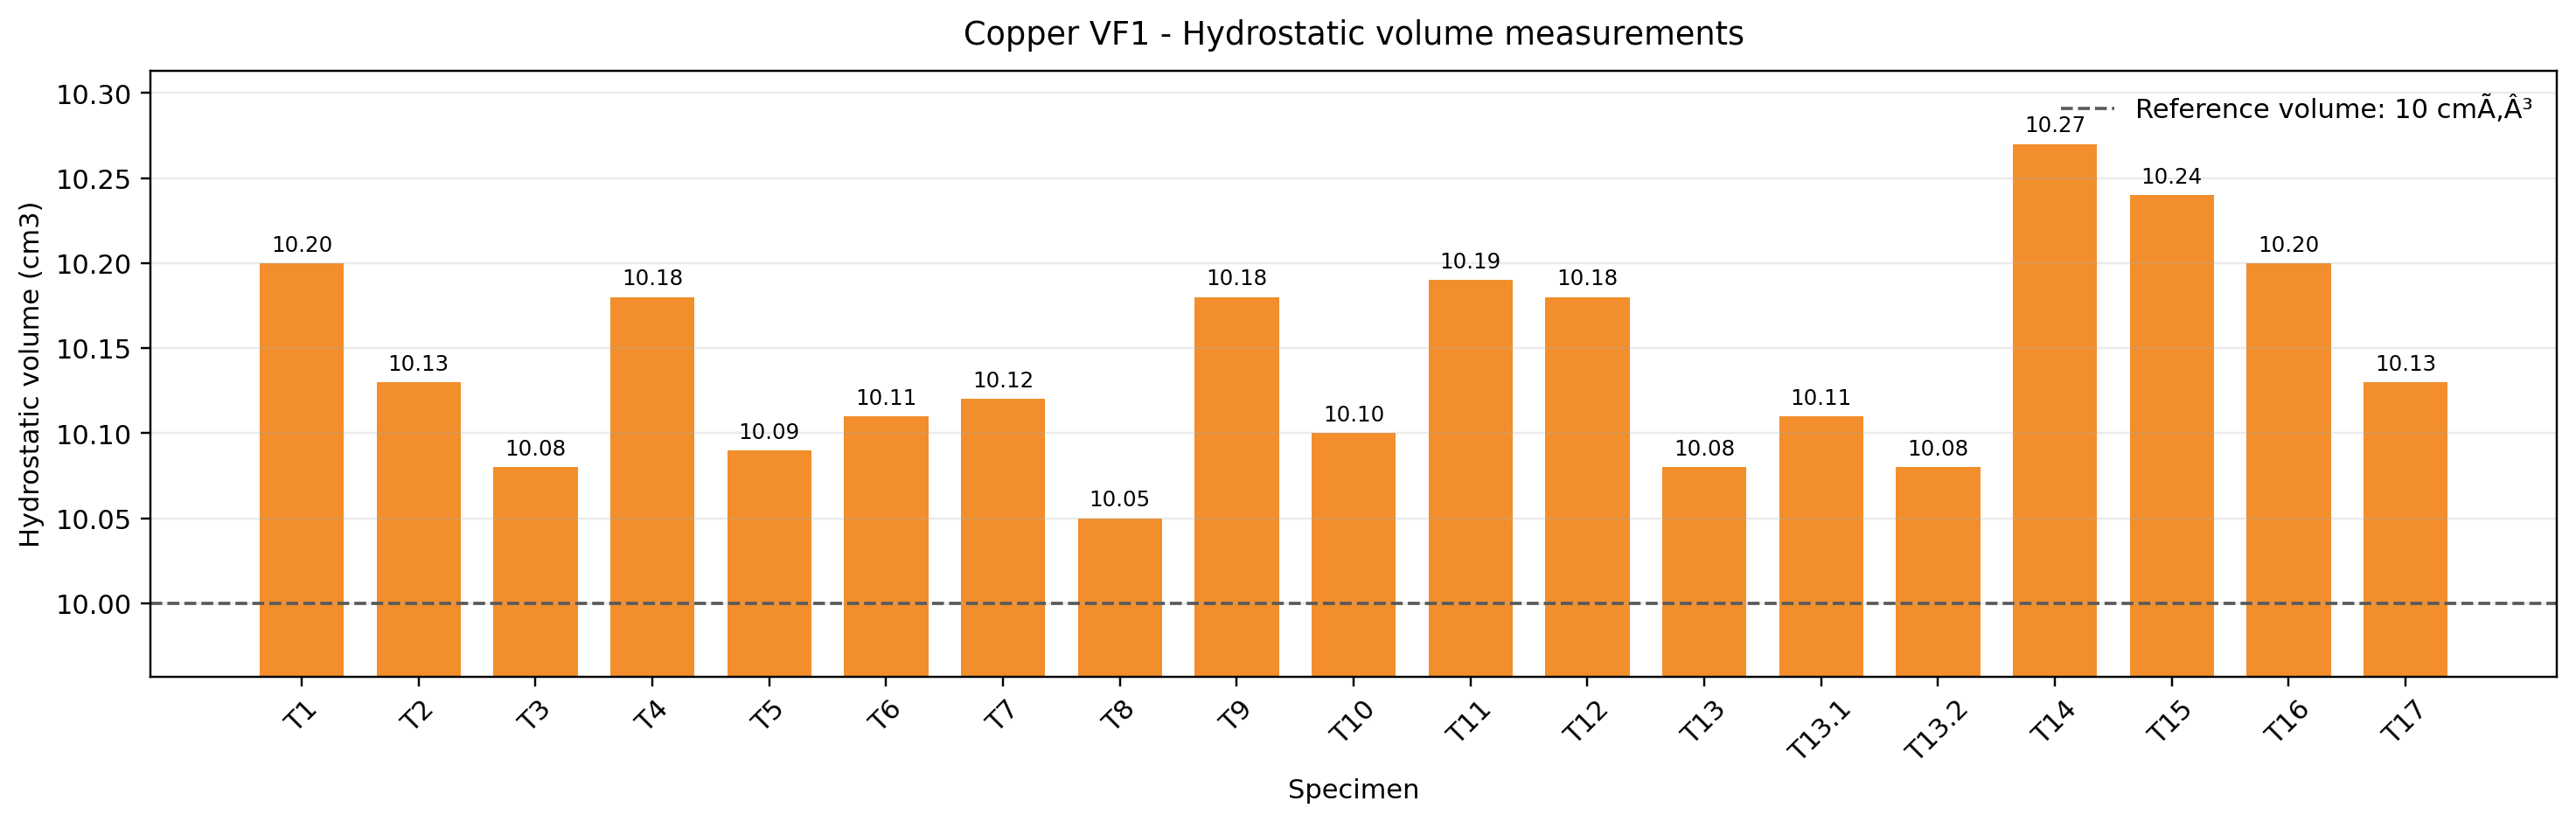 Copper VF1 - Hydrostatic volume measurements
Hydrostatic volume (cm3)
10.30
10.25
10.20
10.15
10.10
10.05
10.00
Reference volume: 10 cmÃ‚Â³
10.20
10.13
10.08
10.18
10.09
10.11
10.12
10.05
10.18
10.10
10.19
10.18
10.08
10.11
10.08
10.27
10.24
10.20
10.13
T1
T2
T3
T4
T5
T6
T7
T8
T9
T10
T11
T12
T13
T13.1
T13.2
T14
T15
T16
T17
Specimen